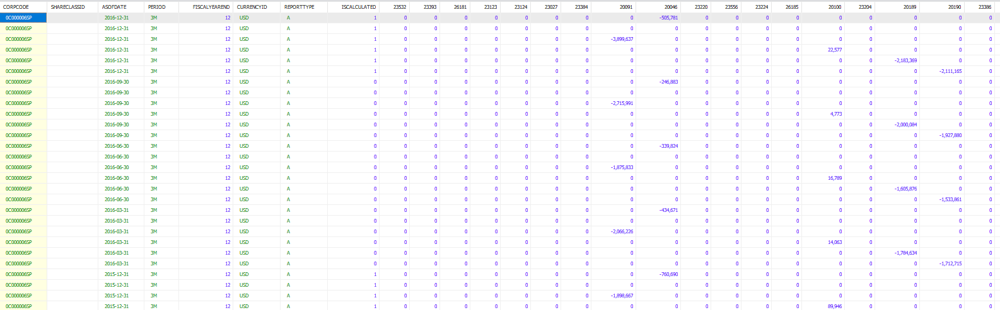 CORPCODE SHARECLASSID ASOFDATE PERIOD FISCALYEAREND CURRENCYID REPORTTYPE ISCALCULATED 23532 23393 26181 23123 23124 23027 23384 20091 20046 23220 23556 23224 26185 20100 23204 20189 20190 23386
0C000006SP 2016-12-31 3M 12 USD A 1 0 0 0 0 0 0 0 0 -505,781 0 0 0 0 0 0 0 0 0
0C000006SP 2016-12-31 3M 12 USD A 1 0 0 0 0 0 0 0 0 0 0 0 0 0 0 0 0 0 0
0C000006SP 2016-12-31 3M 12 USD A 1 0 0 0 0 0 0 0 -3,899,637 0 0 0 0 0 0 0 0 0 0
0C000006SP 2016-12-31 3M 12 USD A 1 0 0 0 0 0 0 0 0 0 0 0 0 0 22,577 0 0 0 0
0C000006SP 2016-12-31 3M 12 USD A 1 0 0 0 0 0 0 0 0 0 0 0 0 0 0 0 -2,183,369 0 0
0C000006SP 2016-12-31 3M 12 USD A 1 0 0 0 0 0 0 0 0 0 0 0 0 0 0 0 0 -2,111,165 0
0C000006SP 2016-09-30 3M 12 USD A 0 0 0 0 0 0 0 0 0 -246,883 0 0 0 0 0 0 0 0 0
0C000006SP 2016-09-30 3M 12 USD A 0 0 0 0 0 0 0 0 0 0 0 0 0 0 0 0 0 0 0
0C000006SP 2016-09-30 3M 12 USD A 0 0 0 0 0 0 0 0 -2,715,991 0 0 0 0 0 0 0 0 0 0
0C000006SP 2016-09-30 3M 12 USD A 0 0 0 0 0 0 0 0 0 0 0 0 0 0 4,773 0 0 0 0
0C000006SP 2016-09-30 3M 12 USD A 0 0 0 0 0 0 0 0 0 0 0 0 0 0 0 0 -2,000,084 0 0
0C000006SP 2016-09-30 3M 12 USD A 0 0 0 0 0 0 0 0 0 0 0 0 0 0 0 0 0 -1,927,880 0
0C000006SP 2016-06-30 3M 12 USD A 0 0 0 0 0 0 0 0 0 -339,824 0 0 0 0 0 0 0 0 0
0C000006SP 2016-06-30 3M 12 USD A 0 0 0 0 0 0 0 0 0 0 0 0 0 0 0 0 0 0 0
0C000006SP 2016-06-30 3M 12 USD A 0 0 0 0 0 0 0 0 -1,875,833 0 0 0 0 0 0 0 0 0 0
0C000006SP 2016-06-30 3M 12 USD A 0 0 0 0 0 0 0 0 0 0 0 0 0 0 16,789 0 0 0 0
0C000006SP 2016-06-30 3M 12 USD A 0 0 0 0 0 0 0 0 0 0 0 0 0 0 0 0 -1,605,876 0 0
0C000006SP 2016-06-30 3M 12 USD A 0 0 0 0 0 0 0 0 0 0 0 0 0 0 0 0 0 -1,533,861 0
0C000006SP 2016-03-31 3M 12 USD A 0 0 0 0 0 0 0 0 0 -434,671 0 0 0 0 0 0 0 0 0
0C000006SP 2016-03-31 3M 12 USD A 0 0 0 0 0 0 0 0 0 0 0 0 0 0 0 0 0 0 0
0C000006SP 2016-03-31 3M 12 USD A 0 0 0 0 0 0 0 0 -2,066,226 0 0 0 0 0 0 0 0 0 0
0C000006SP 2016-03-31 3M 12 USD A 0 0 0 0 0 0 0 0 0 0 0 0 0 0 14,063 0 0 0 0
0C000006SP 2016-03-31 3M 12 USD A 0 0 0 0 0 0 0 0 0 0 0 0 0 0 0 0 -1,784,634 0 0
0C000006SP 2016-03-31 3M 12 USD A 0 0 0 0 0 0 0 0 0 0 0 0 0 0 0 0 0 -1,712,715 0
0C000006SP 2015-12-31 3M 12 USD A 1 0 0 0 0 0 0 0 0 -760,690 0 0 0 0 0 0 0 0 0
0C000006SP 2015-12-31 3M 12 USD A 1 0 0 0 0 0 0 0 0 0 0 0 0 0 0 0 0 0 0
0C000006SP 2015-12-31 3M 12 USD A 1 0 0 0 0 0 0 0 -1,898,667 0 0 0 0 0 0 0 0 0 0
0C000006SP 2015-12-31 3M 12 USD A 1 0 0 0 0 0 0 0 0 0 0 0 0 0 89,946 0 0 0 0